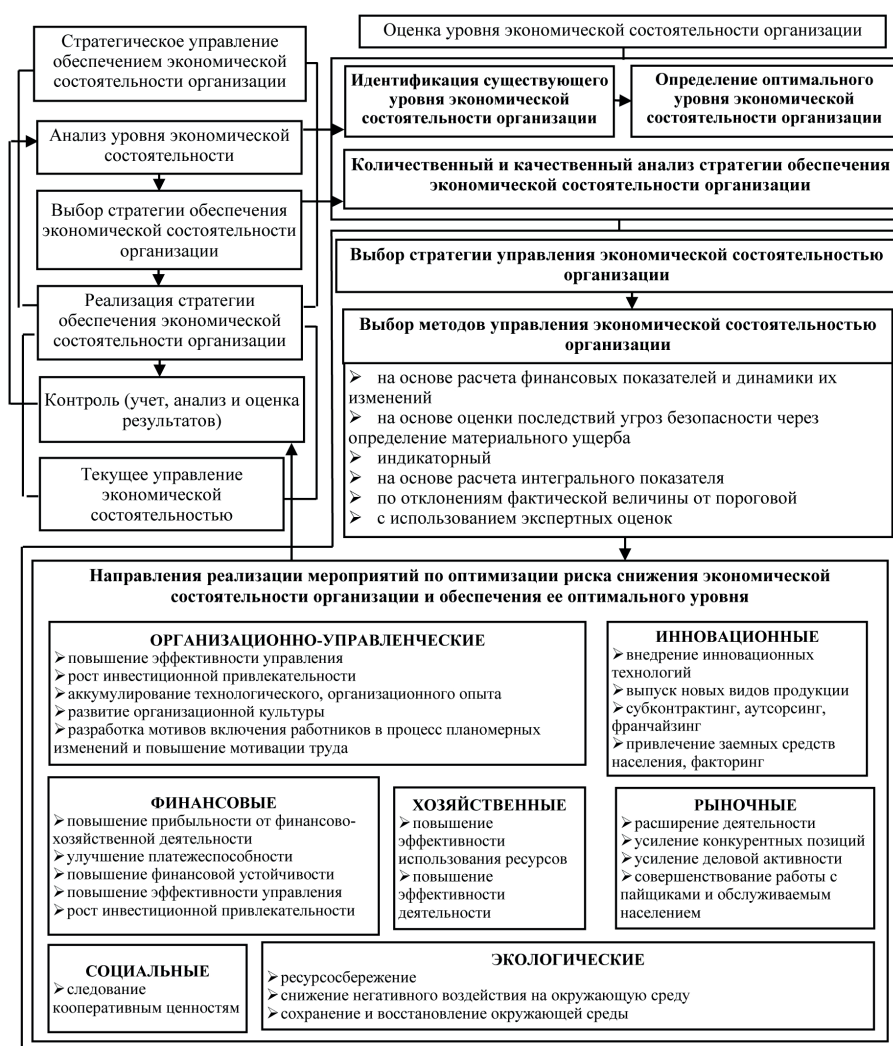 Стратегическое управление
обеспечением экономической
состоятельности организации
Анализ уровня экономической
состоятельности
Выбор стратегии обеспечения
экономической состоятельности
организации
Реализация стратегии
обеспечения экономической
состоятельности организации
Контроль (учет, анализ и оценка
результатов)
Текущее управление
экономической
состоятельностью
Оценка уровня экономической состоятельности организации
Идентификация существующего
уровня экономической
состоятельности организации
Определение оптимального
уровня экономической
состоятельности организации
Количественный и качественный анализ стратегии обеспечения
экономической состоятельности организации
Выбор стратегии управления экономической состоятельностью
организации
Выбор методов управления экономической состоятельностью
организации
➢ на основе расчета финансовых показателей и динамики их
изменений
➢ на основе оценки последствий угроз безопасности через
определение материального ущерба
➢ индикаторный
➢ на основе расчета интегрального показателя
➢ по отклонениям фактической величины от пороговой
➢ с использованием экспертных оценок
Направления реализации мероприятий по оптимизации риска снижения экономической
состоятельности организации и обеспечения ее оптимального уровня
ОРГАНИЗАЦИОННО-УПРАВЛЕНЧЕСКИЕ
➢повышение эффективности управления
➢рост инвестиционной привлекательности
➢аккумулирование технологического, организационного опыта
➢развитие организационной культуры
➢разработка мотивов включения работников в процесс планомерных
изменений и повышение мотивации труда
ИННОВАЦИОННЫЕ
➢внедрение инновационных
технологий
➢выпуск новых видов продукции
➢субконтрактинг, аутсорсинг,
франчайзинг
➢привлечение заемных средств
населения, факторинг
ФИНАНСОВЫЕ
➢повышение прибыльности от финансово-
хозяйственной деятельности
➢улучшение платежеспособности
➢повышение финансовой устойчивости
➢повышение эффективности управления
➢рост инвестиционной привлекательности
ХОЗЯЙСТВЕННЫЕ
➢повышение
эффективности
использования ресурсов
➢повышение
эффективности
деятельности
РЫНОЧНЫЕ
➢расширение деятельности
➢усиление конкурентных позиций
➢усиление деловой активности
➢совершенствование работы с
пайщиками и обслуживаемым
населением
СОЦИАЛЬНЫЕ
➢следование
кооперативным ценностям
ЭКОЛОГИЧЕСКИЕ
➢ресурсосбережение
➢снижение негативного воздействия на окружающую среду
➢сохранение и восстановление окружающей среды